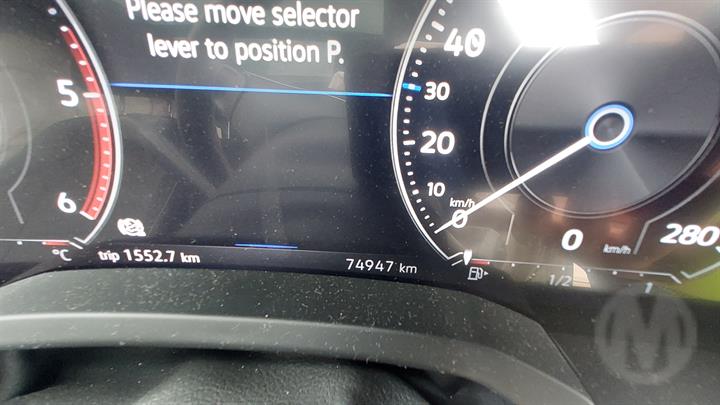 Please move selector
lever to position P.
40
30
20
10
km/h
0
5
6
0 km/h
280
°C
trip 1552.7 km
74947 km
1/2
1
M